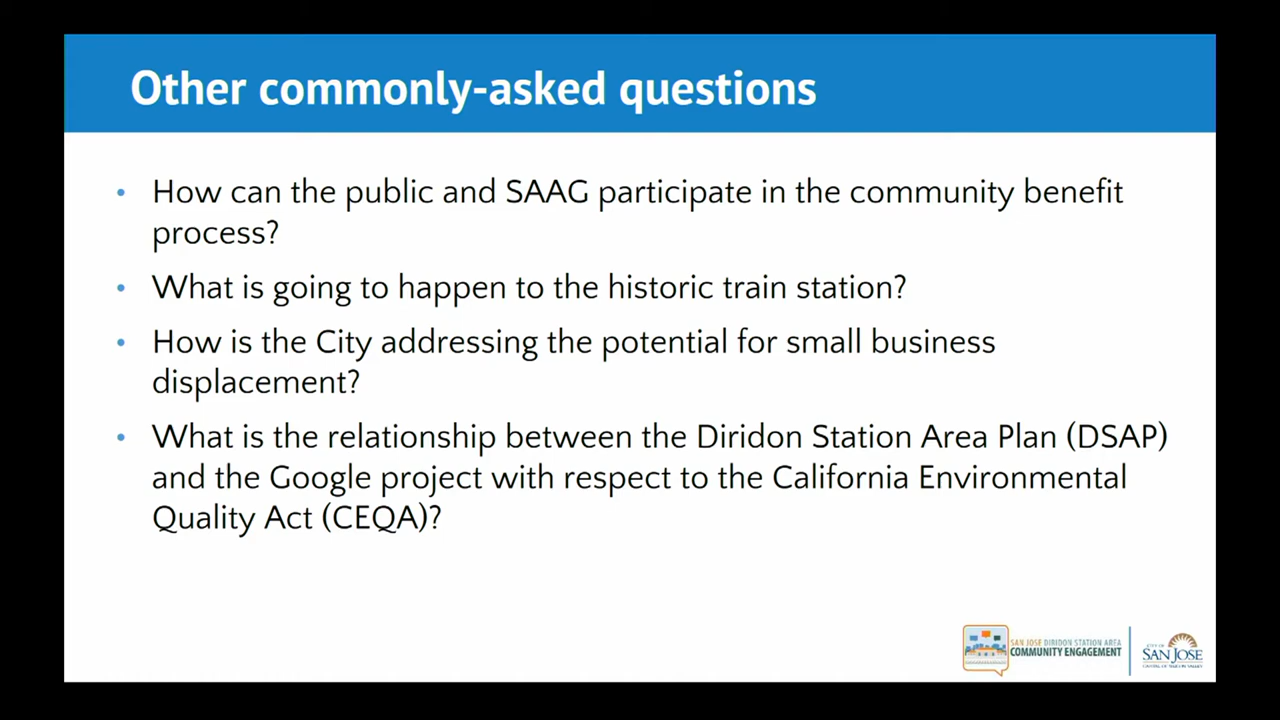 Other commonly-asked questions
• How can the public and SAAG participate in the community benefit
process?
• What is going to happen to the historic train station?
• How is the City addressing the potential for small business
displacement?
• What is the relationship between the Diridon Station Area Plan (DSAP)
and the Google project with respect to the California Environmental
Quality Act (CEQA)?
SAN JOSE DIRIDON STATION AREA
COMMUNITY ENGAGEMENT
CITY OF
SAN JOSE
CAPITAL OF SILICON VALLEY